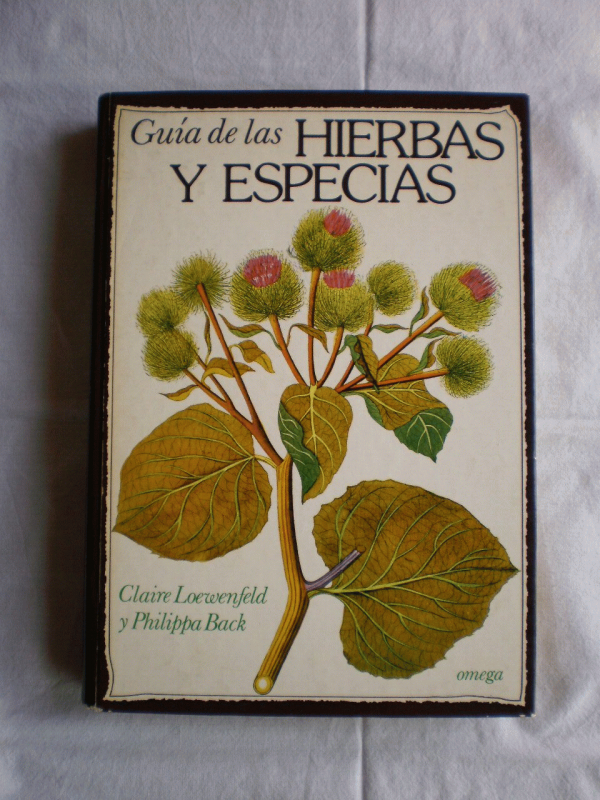 Guía de las HIERBAS
Y ESPECIAS
Claire Loewenfeld
y Philippa Back
omega